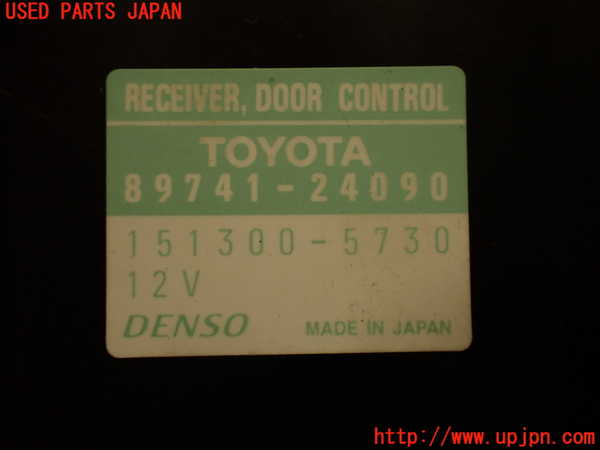 USED PARTS JAPAN
RECEIVER, DOOR CONTROL
TOYOTA
89741-24090
151300-5730
12V
DENSO MADE IN JAPAN
http://www.upjpn.com